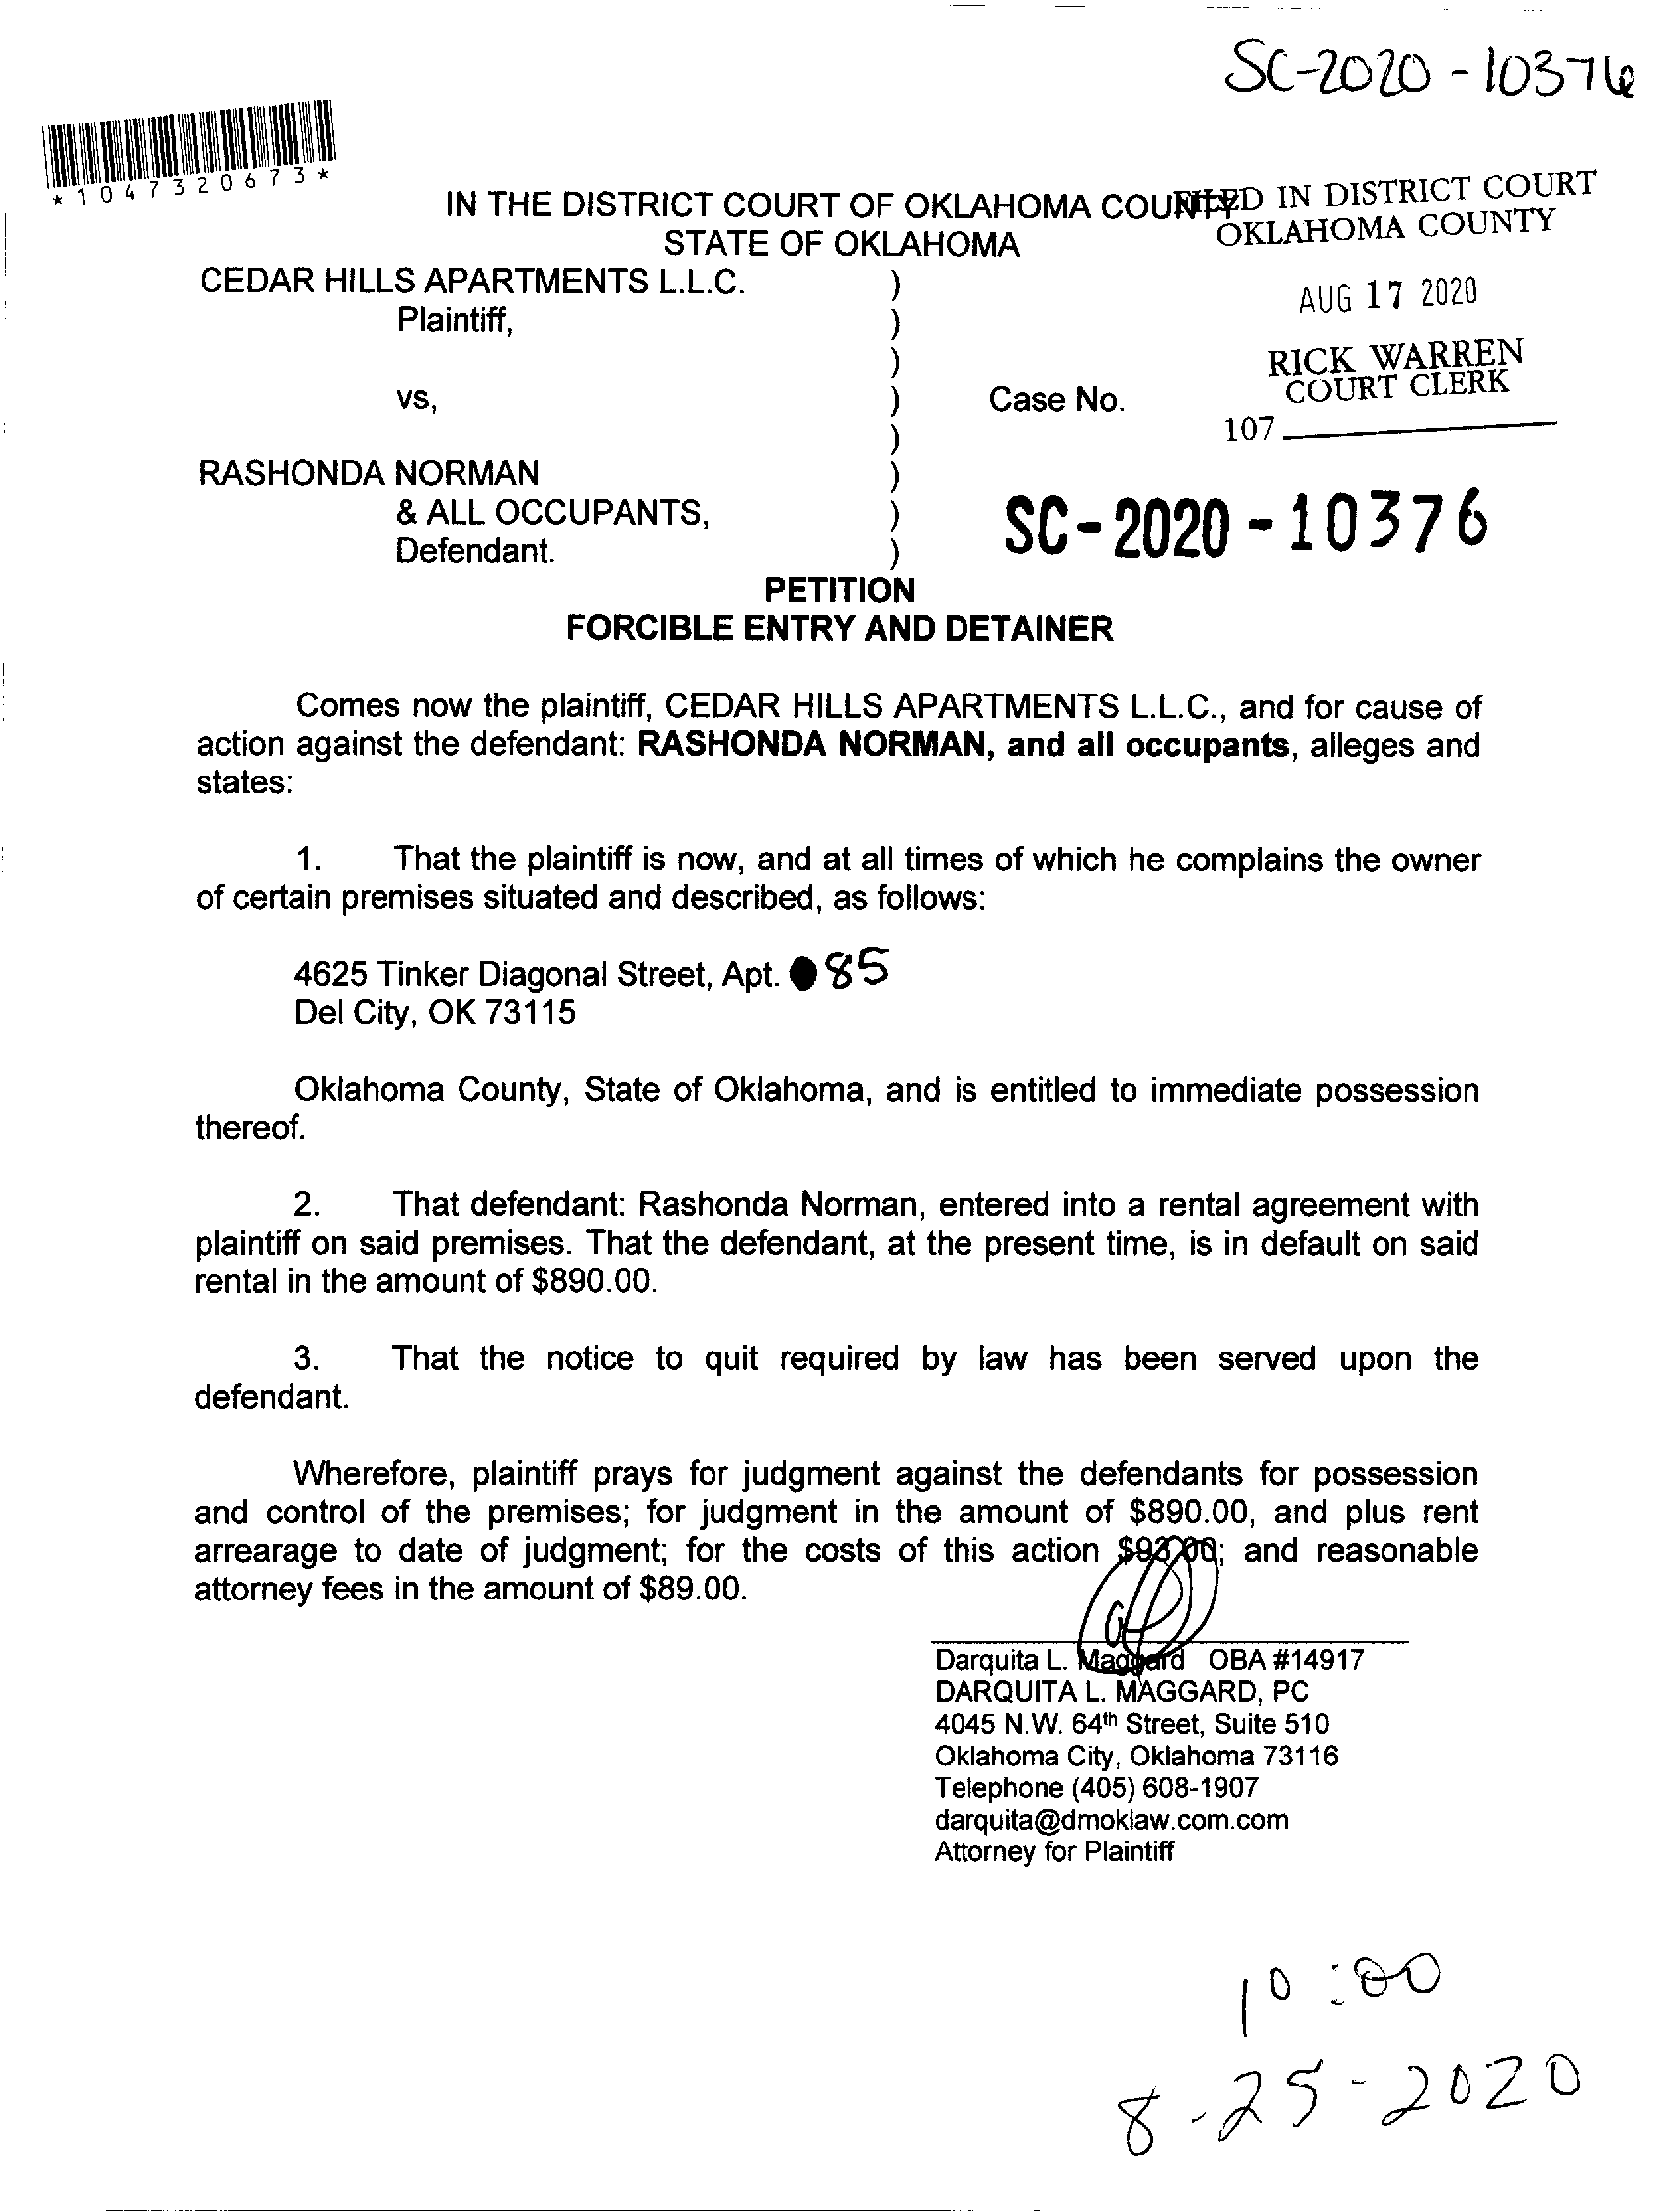 SC-2020-10376
*1047320673*
IN THE DISTRICT COURT OF OKLAHOMA COUNTY
STATE OF OKLAHOMA
FILED IN DISTRICT COURT
OKLAHOMA COUNTY
AUG 17 2020
RICK WARREN
COURT CLERK
107
CEDAR HILLS APARTMENTS L.L.C. )
Plaintiff, )
)
vs, ) Case No.
)
RASHONDA NORMAN )
& ALL OCCUPANTS, ) SC-2020-10376
Defendant. )
PETITION
FORCIBLE ENTRY AND DETAINER
Comes now the plaintiff, CEDAR HILLS APARTMENTS L.L.C., and for cause of
action against the defendant: RASHONDA NORMAN, and all occupants, alleges and
states:
1. That the plaintiff is now, and at all times of which he complains the owner
of certain premises situated and described, as follows:
4625 Tinker Diagonal Street, Apt. 85
Del City, OK 73115
Oklahoma County, State of Oklahoma, and is entitled to immediate possession
thereof.
2. That defendant: Rashonda Norman, entered into a rental agreement with
plaintiff on said premises. That the defendant, at the present time, is in default on said
rental in the amount of $890.00.
3. That the notice to quit required by law has been served upon the
defendant.
Wherefore, plaintiff prays for judgment against the defendants for possession
and control of the premises; for judgment in the amount of $890.00, and plus rent
arrearage to date of judgment; for the costs of this action $93.00; and reasonable
attorney fees in the amount of $89.00.
Darquita L. Maggard OBA #14917
DARQUITA L. MAGGARD, PC
4045 N.W. 64th Street, Suite 510
Oklahoma City, Oklahoma 73116
Telephone (405) 608-1907
darquita@dmoklaw.com.com
Attorney for Plaintiff
10:00
8-25-2020